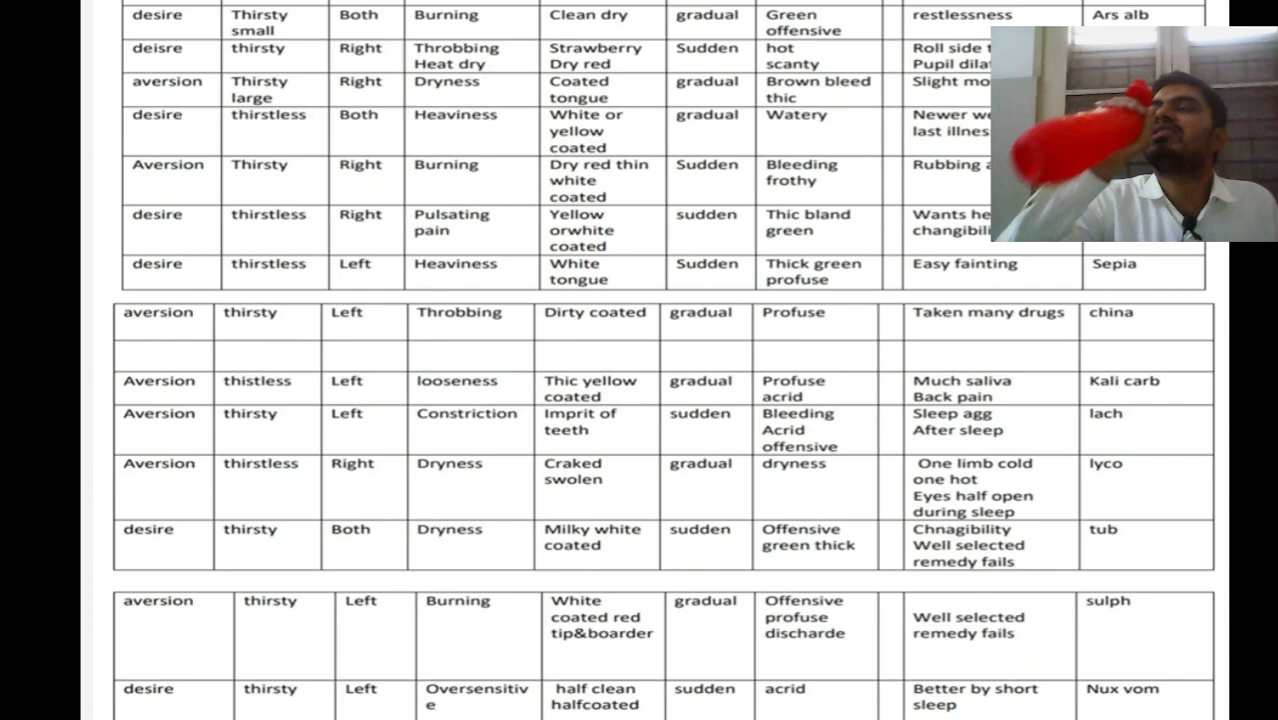 desire Thirsty Both Burning Clean dry gradual Green restlessness Ars alb
small offensive
deisre thirsty Right Throbbing Strawberry Sudden hot Roll side
Heat dry Dry red scanty Pupil
aversion Thirsty Right Dryness Coated gradual Brown bleed Slight
large tongue thic
desire thirstless Both Heaviness White or gradual Watery Newer
yellow last
coated
Aversion Thirsty Right Burning Dry red thin Sudden Bleeding Rubbing
white frothy
coated
desire thirstless Right Pulsating Yellow sudden Thic bland Wants
pain orwhite green
coated
desire thirstless Left Heaviness White Sudden Thick green Easy fainting Sepia
tongue profuse
aversion thirsty Left Throbbing Dirty coated gradual Profuse Taken many drugs china
Aversion thistless Left looseness Thic yellow gradual Profuse Much saliva Kali carb
coated acrid Back pain
Aversion thirsty Left Constriction Imprit of sudden Bleeding Sleep agg lach
teeth Acrid After sleep
offensive
Aversion thirstless Right Dryness Craked gradual dryness One limb cold lyco
swolen one hot
Eyes half open
during sleep
desire thirsty Both Dryness Milky white sudden Offensive Chnagibility tub
coated green thick Well selected
remedy fails
aversion thirsty Left Burning White gradual Offensive sulph
coated red profuse Well selected
tip&boarder discharde remedy fails
desire thirsty Left Oversensitiv half clean sudden acrid Better by short Nux vom
e halfcoated sleep